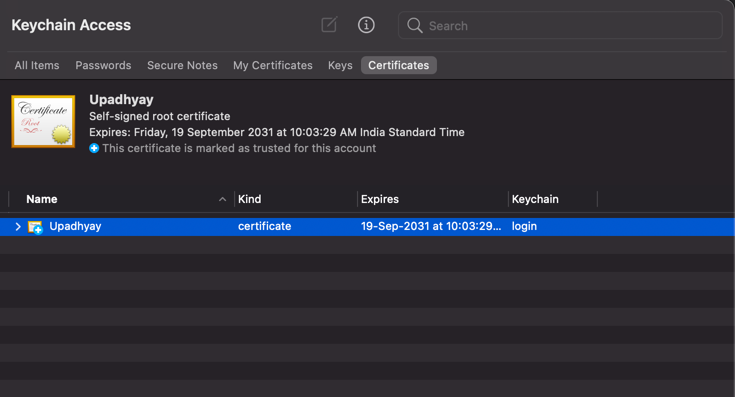 Keychain Access
Search
All Items Passwords Secure Notes My Certificates Keys Certificates
Certificate
Root
Upadhyay
Self-signed root certificate
Expires: Friday, 19 September 2031 at 10:03:29 AM India Standard Time
This certificate is marked as trusted for this account
Name Kind Expires Keychain
Upadhyay certificate 19-Sep-2031 at 10:03:29... login